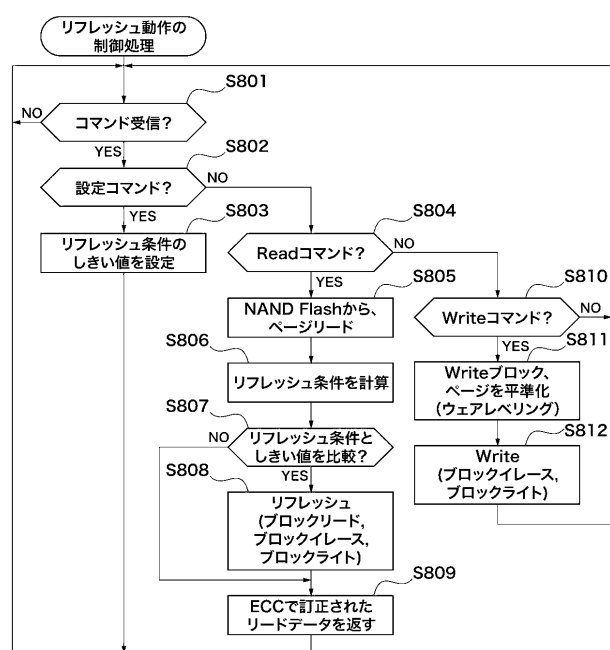 リフレッシュ動作の
制御処理
S801
コマンド受信？
NO
YES
S802
設定コマンド？
NO
YES
S803
リフレッシュ条件の
しきい値を設定
S804
Readコマンド？
NO
YES
S805
NAND Flashから、
ページリード
S806
リフレッシュ条件を計算
S807
リフレッシュ条件と
しきい値を比較？
NO
YES
S808
リフレッシュ
(ブロックリード,
ブロックイレース,
ブロックライト)
S809
ECCで訂正された
リードデータを返す
S810
Writeコマンド？
NO
YES
S811
Writeブロック、
ページを平準化
(ウェアレベリング)
S812
Write
(ブロックイレース,
ブロックライト)